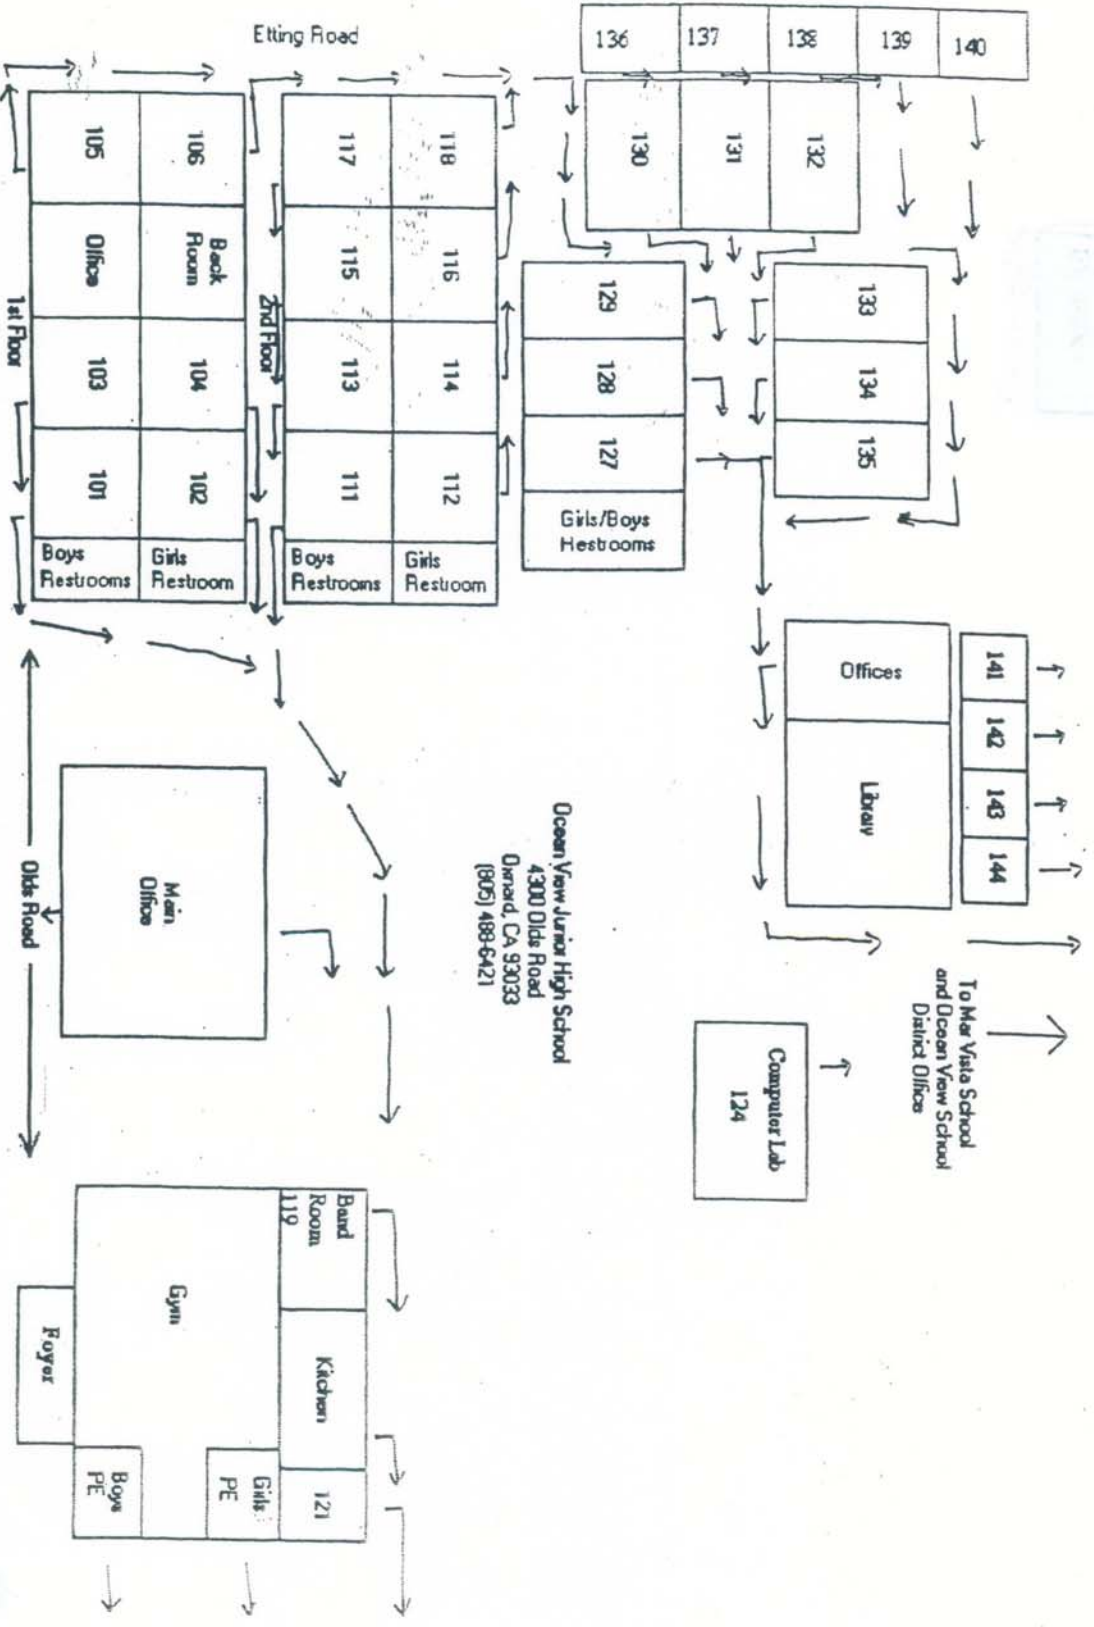 Etting Road
136
137
138
139
140
105
106
117
118
130
131
132
Office
Back
Room
115
116
129
133
1st Floor
103
104
2nd Floor
113
114
128
134
101
102
111
112
127
135
Boys
Restrooms
Girls
Restroom
Boys
Restrooms
Girls
Restroom
Girls/Boys
Restrooms
Offices
Library
141
142
143
144
Olds Road
Main
Office
Ocean View Junior High School
4300 Olds Road
Oxnard, CA 93033
(805) 488-6421
To Mar Vista School
and Ocean View School
District Office
Computer Lab
124
Band
Room
119
Gym
Kitchen
Foyer
Boys
PE
Girls
PE
121